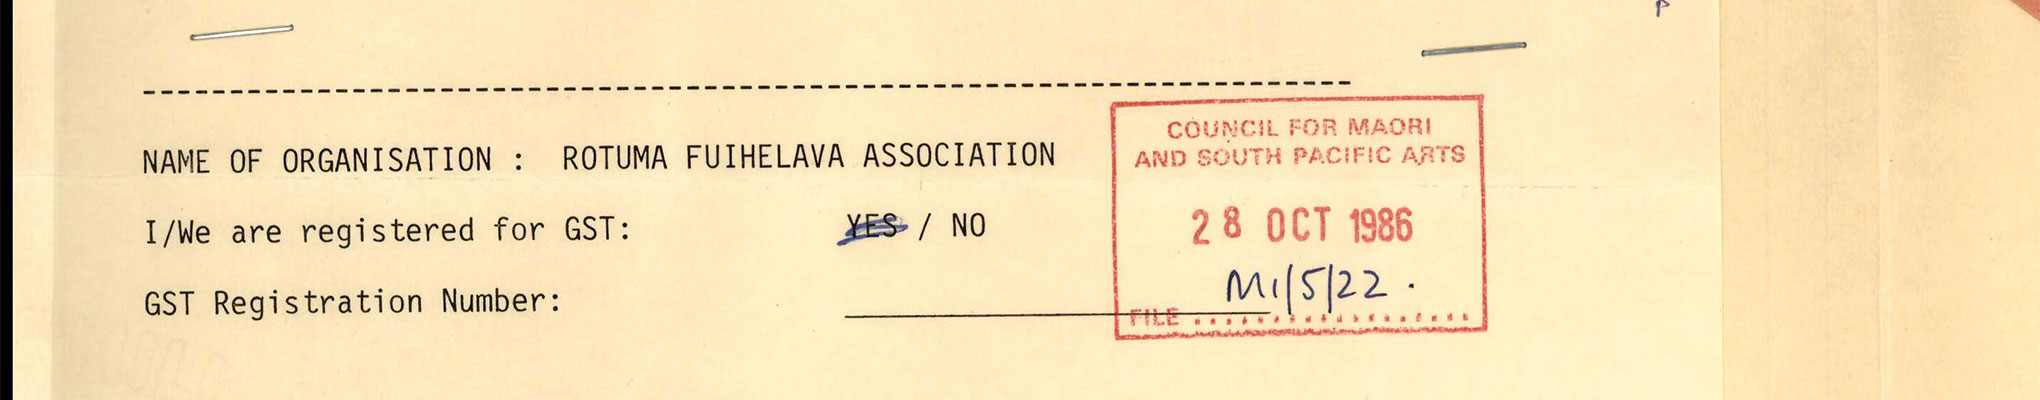 NAME OF ORGANISATION : ROTUMA FUIHELAVA ASSOCIATION
I/We are registered for GST: YES / NO
GST Registration Number:
COUNCIL FOR MAORI
AND SOUTH PACIFIC ARTS
28 OCT 1986
M1/5/22.
FILE